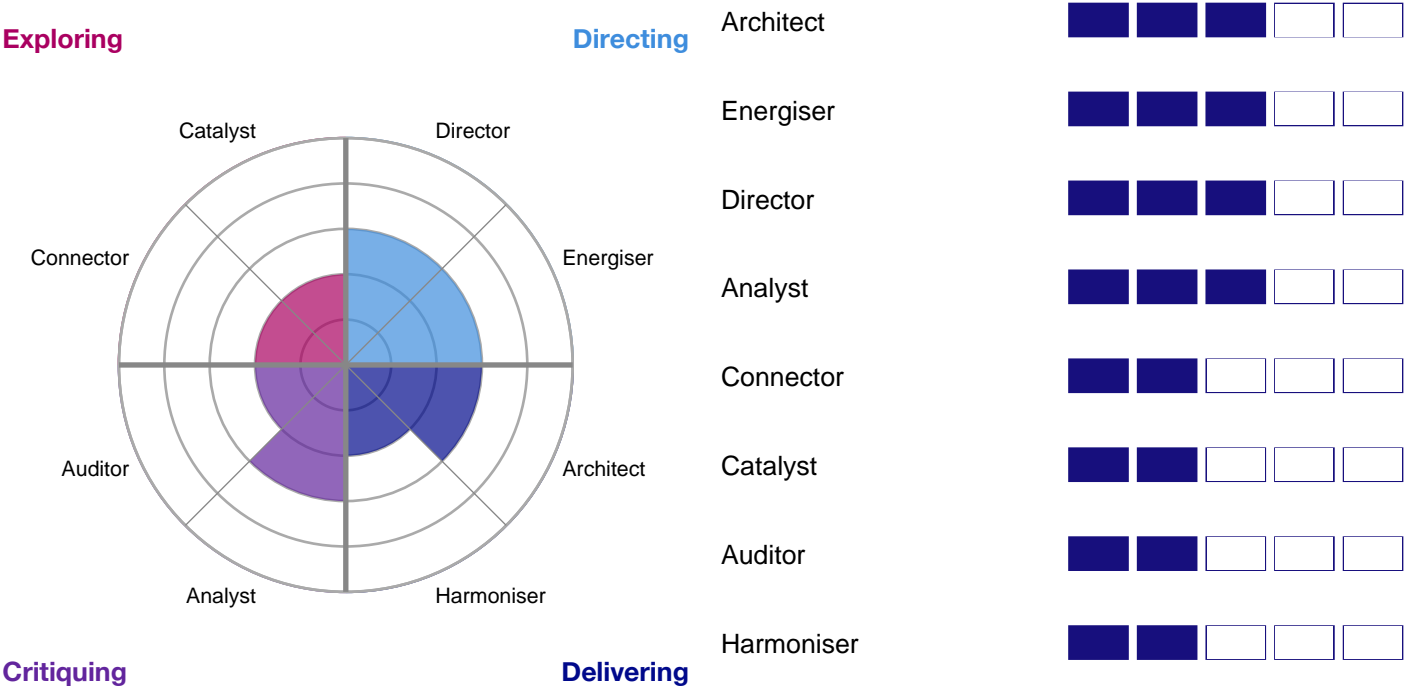 Exploring
Directing
Catalyst
Director
Connector
Energiser
Auditor
Architect
Analyst
Harmoniser
Critiquing
Delivering
Architect
Energiser
Director
Analyst
Connector
Catalyst
Auditor
Harmoniser